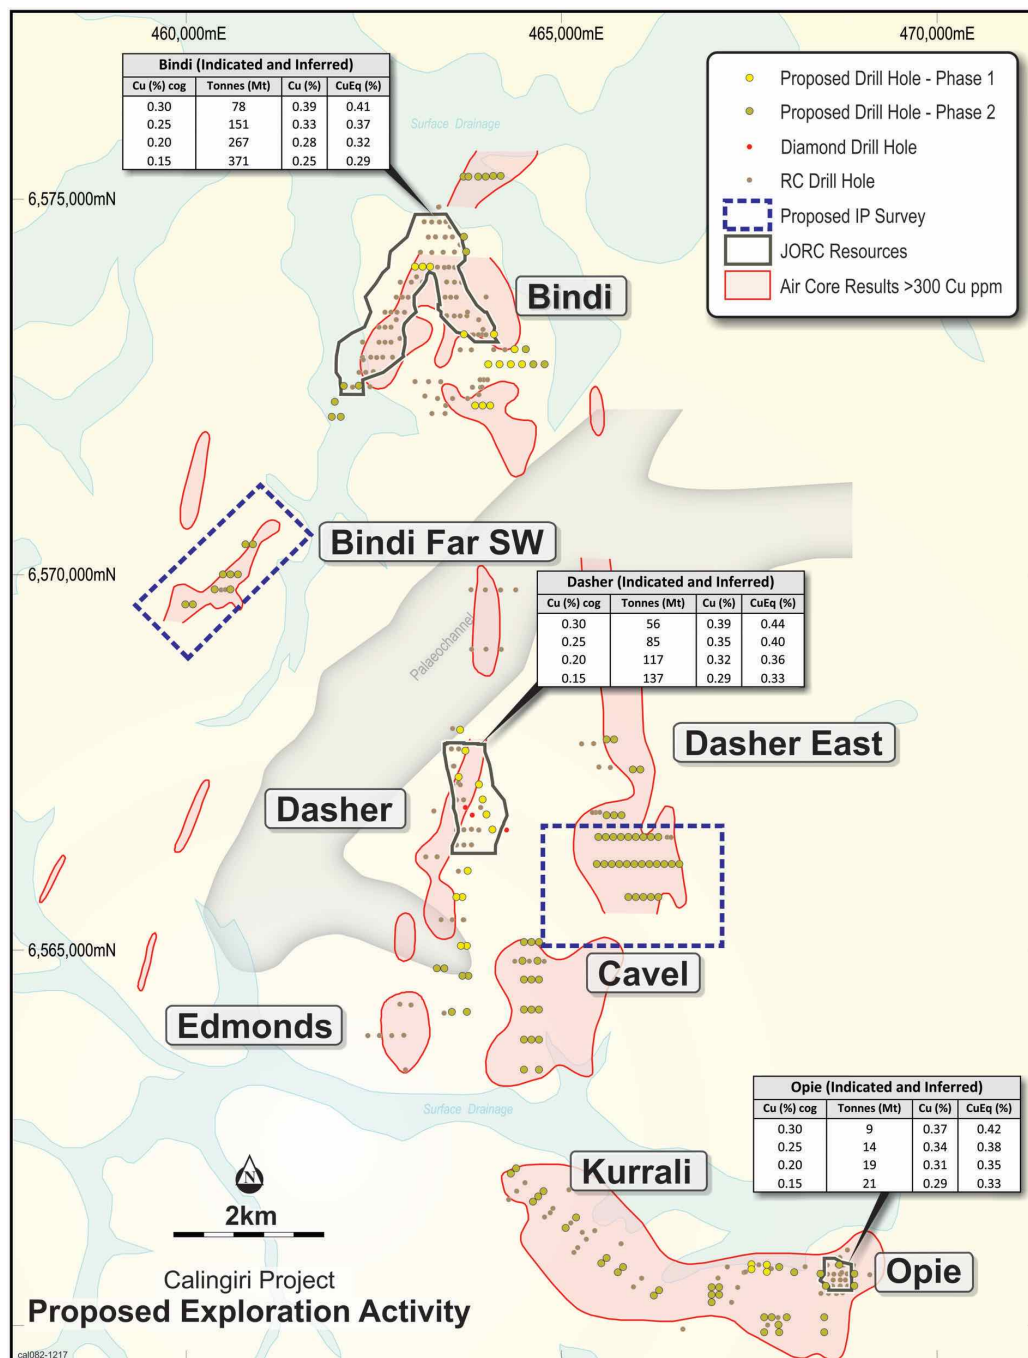 460,000mE
465,000mE
470,000mE
Bindi (Indicated and Inferred)
Cu (%) cog Tonnes (Mt) Cu (%) CuEq (%)
0.30 78 0.39 0.41
0.25 151 0.33 0.37
0.20 267 0.28 0.32
0.15 371 0.25 0.29
Proposed Drill Hole - Phase 1
Proposed Drill Hole - Phase 2
Diamond Drill Hole
RC Drill Hole
Proposed IP Survey
JORC Resources
Air Core Results >300 Cu ppm
Surface Drainage
6,575,000mN
Bindi
Bindi Far SW
6,570,000mN
Dasher (Indicated and Inferred)
Cu (%) cog Tonnes (Mt) Cu (%) CuEq (%)
0.30 56 0.39 0.44
0.25 85 0.35 0.40
0.20 117 0.32 0.36
0.15 137 0.29 0.33
Palaeochannel
Dasher East
Dasher
6,565,000mN
Cavel
Edmonds
Surface Drainage
Opie (Indicated and Inferred)
Cu (%) cog Tonnes (Mt) Cu (%) CuEq (%)
0.30 9 0.37 0.42
0.25 14 0.34 0.38
0.20 19 0.31 0.35
0.15 21 0.29 0.33
Kurrali
N
2km
Opie
Calingiri Project
Proposed Exploration Activity
cal082-1217